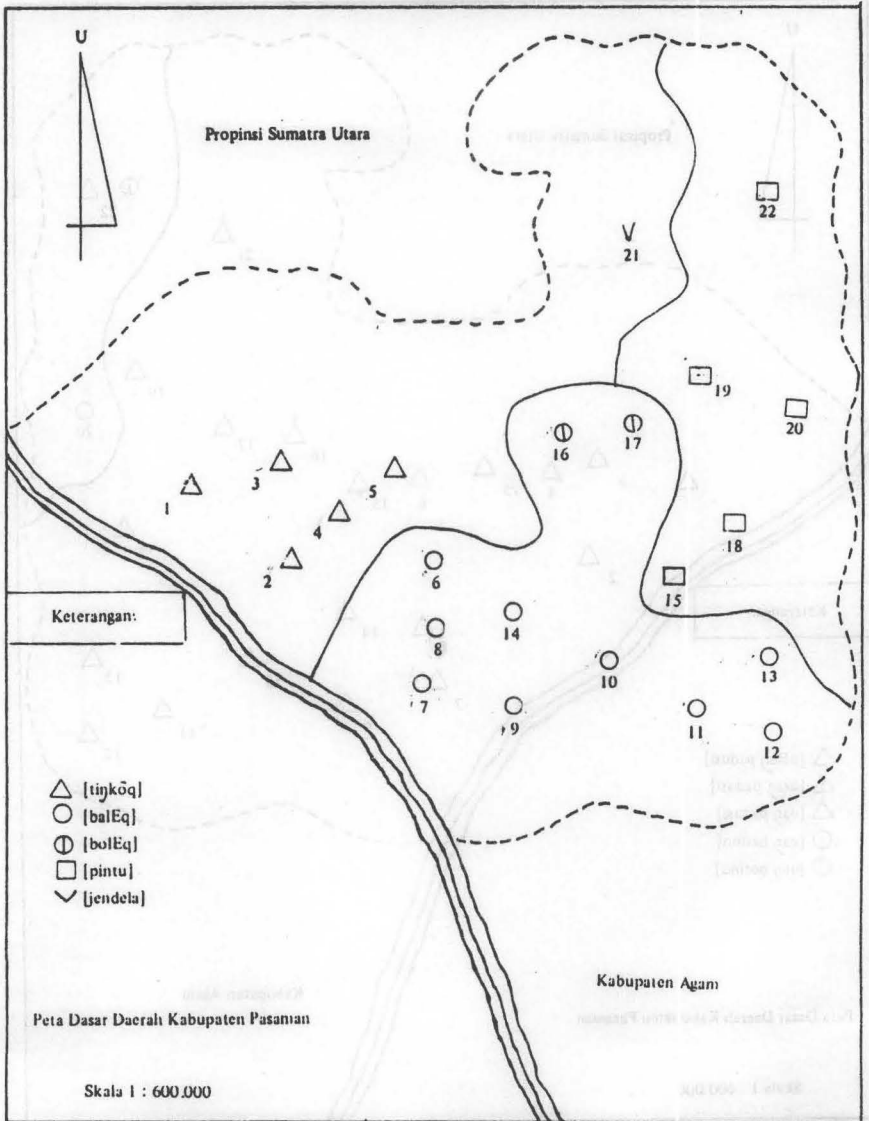 U
Propinsi Sumatra Utara
22
21
19
20
16
17
1
3
5
4
2
18
15
6
14
8
7
9
10
13
11
12
Keterangan:
[tiŋkōq]
[balEq]
[bolEq]
[pintu]
[jendela]
Kabupaten Agam
Peta Dasar Daerah Kabupaten Pasaman
Skala 1 : 600.000